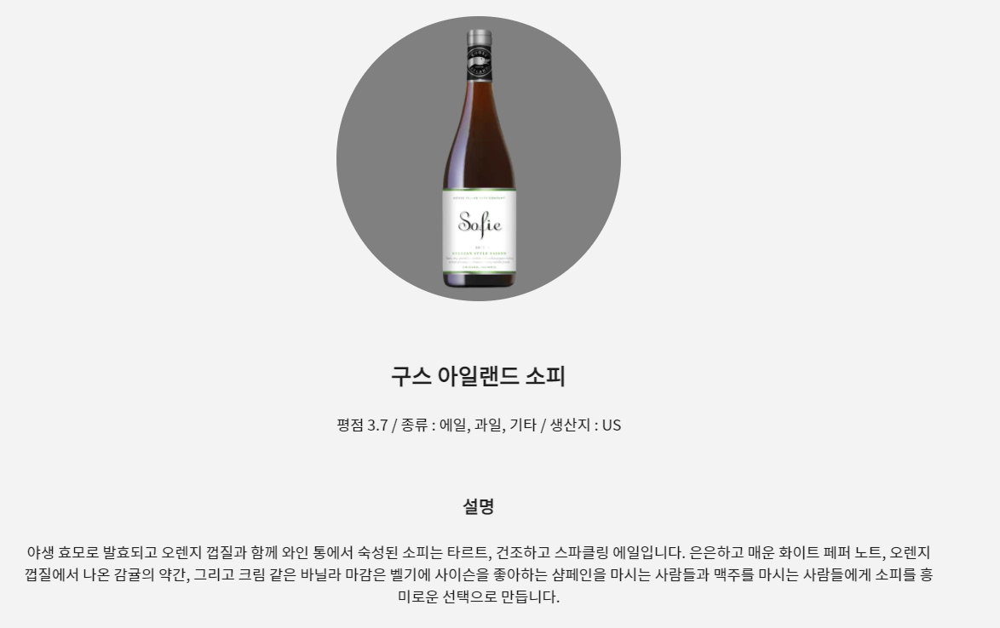 Sofie
구스 아일랜드 소피
평점 3.7 / 종류 : 에일, 과일, 기타 / 생산지 : US
설명
야생 효모로 발효되고 오렌지 껍질과 함께 와인 통에서 숙성된 소피는 타르트, 건조하고 스파클링 에일입니다. 은은하고 매운 화이트 페퍼 노트, 오렌지
껍질에서 나온 감귤의 약간, 그리고 크림 같은 바닐라 마감은 벨기에 사이슨을 좋아하는 샴페인을 마시는 사람들과 맥주를 마시는 사람들에게 소피를 흥
미로운 선택으로 만듭니다.